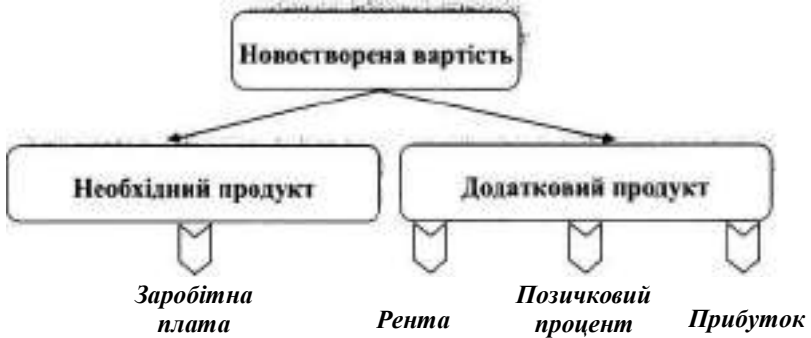 Новостворена вартість
Необхідний продукт
Додатковий продукт
Заробітна
плата
Рента
Позичковий
процент
Прибуток